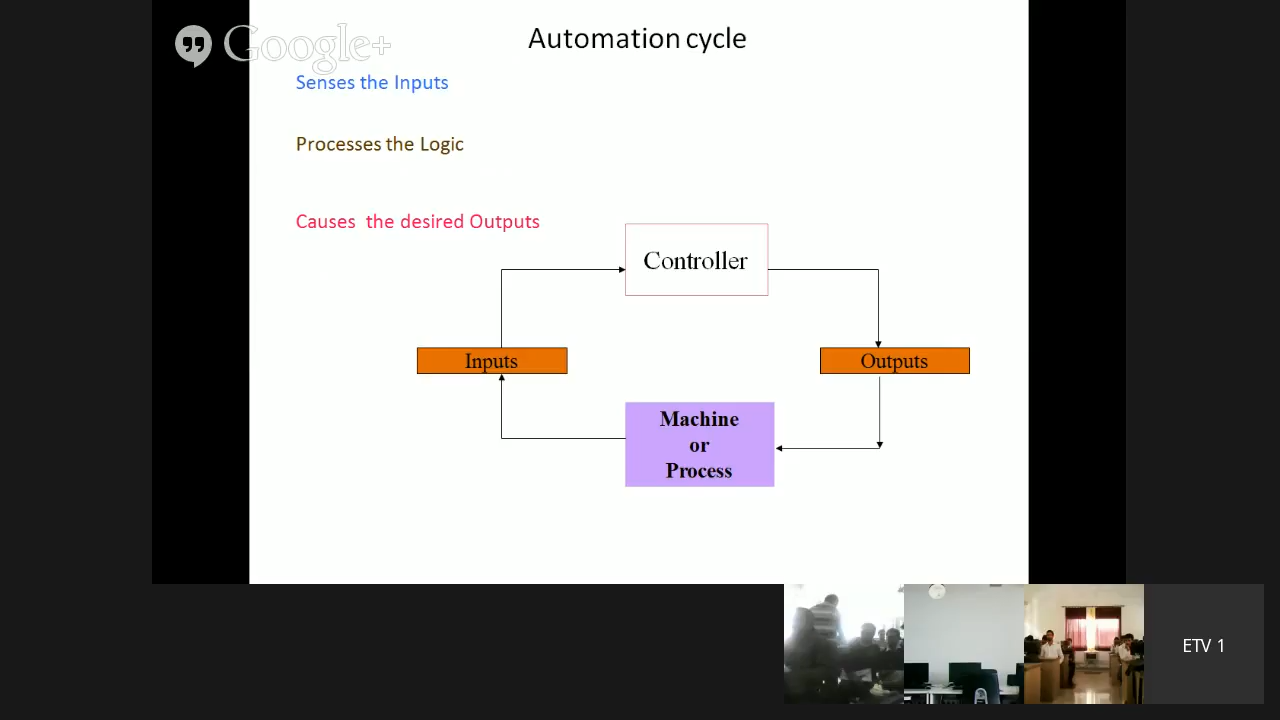 Google+
Automation cycle
Senses the Inputs
Processes the Logic
Causes the desired Outputs
Controller
Inputs
Outputs
Machine
or
Process
ETV 1